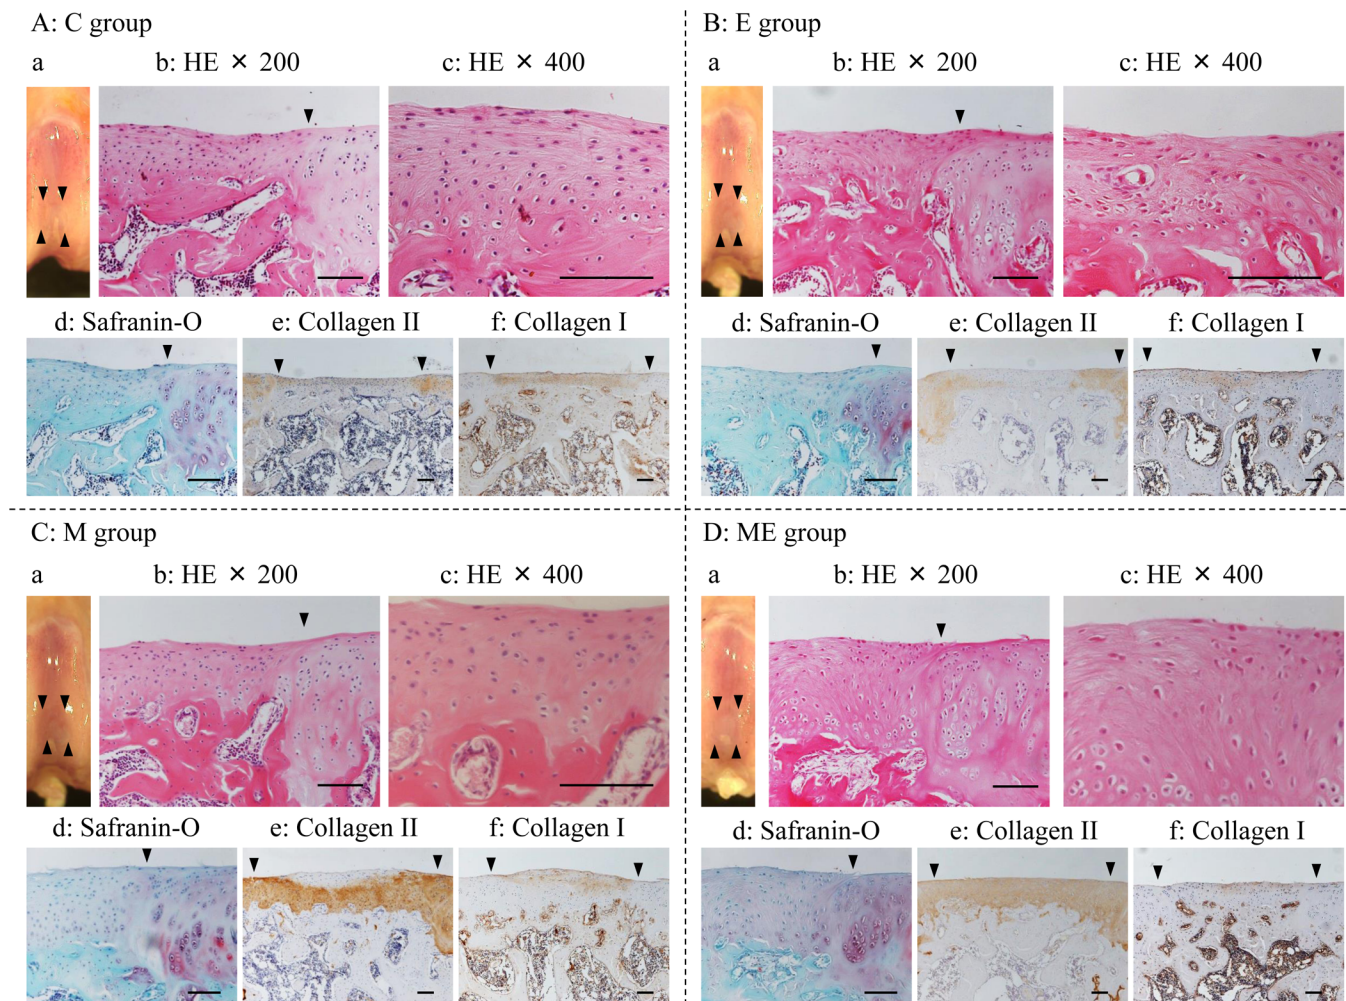 A: C group
a
b: HE × 200
c: HE × 400
d: Safranin-O
e: Collagen II
f: Collagen I
B: E group
a
b: HE × 200
c: HE × 400
d: Safranin-O
e: Collagen II
f: Collagen I
C: M group
a
b: HE × 200
c: HE × 400
d: Safranin-O
e: Collagen II
f: Collagen I
D: ME group
a
b: HE × 200
c: HE × 400
d: Safranin-O
e: Collagen II
f: Collagen I